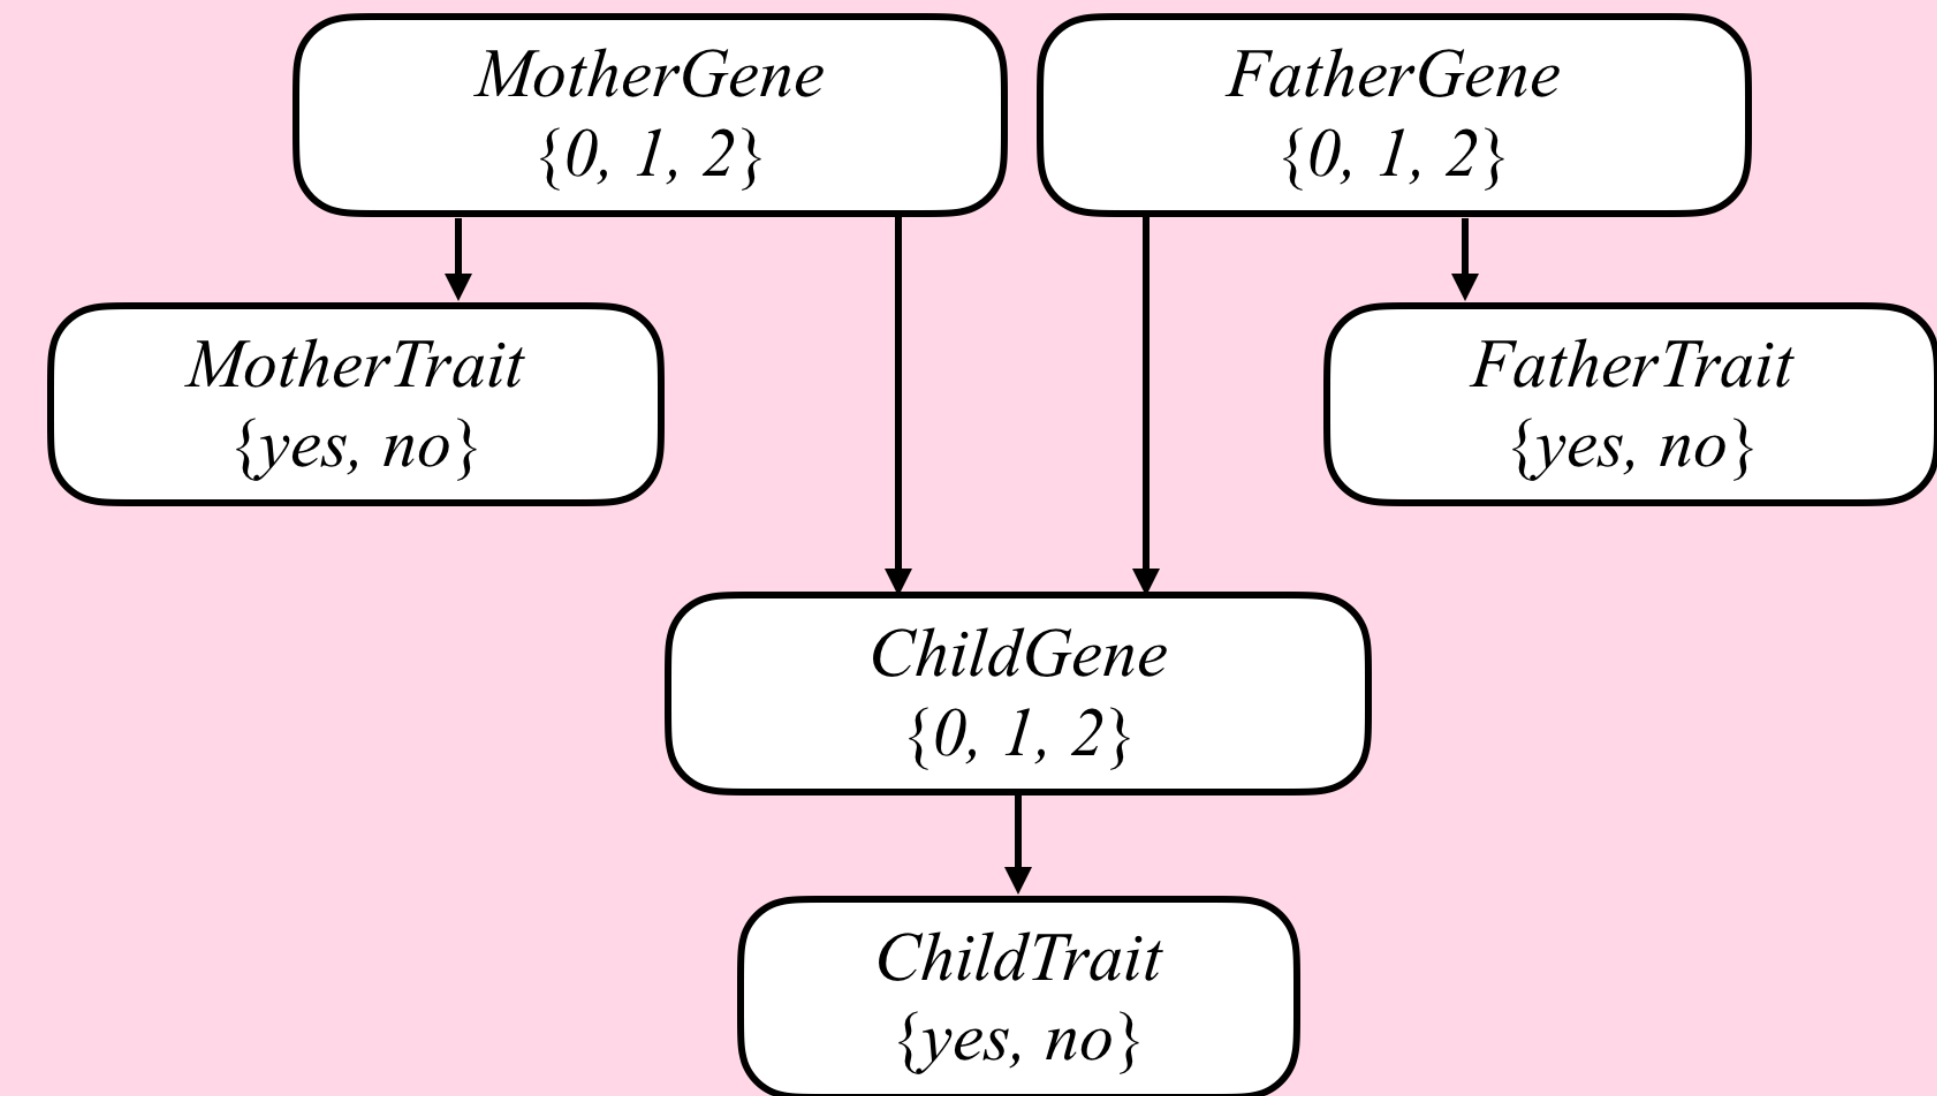 MotherGene
{0, 1, 2}
FatherGene
{0, 1, 2}
MotherTrait
{yes, no}
FatherTrait
{yes, no}
ChildGene
{0, 1, 2}
ChildTrait
{yes, no}